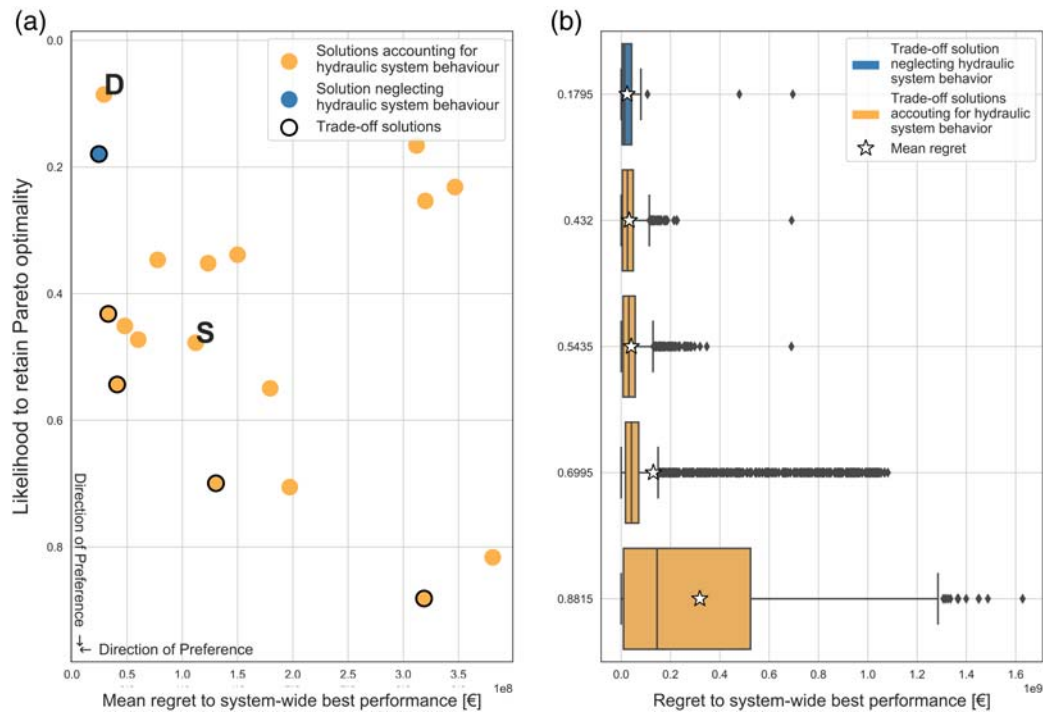 (a)
0.0
0.2
0.4
0.6
0.8
Likelihood to retain Pareto optimality
D
S
Solutions accounting for
hydraulic system behaviour
Solution neglecting
hydraulic system behaviour
Trade-off solutions
Direction of Preference →
← Direction of Preference
0.0
0.5
1.0
1.5
2.0
2.5
3.0
3.5
1e8
Mean regret to system-wide best performance [€]
(b)
Trade-off solution
neglecting hydraulic
system behavior
Trade-off solutions
accouting for hydraulic
system behavior
Mean regret
0.1795
0.432
0.5435
0.6995
0.8815
0.0
0.2
0.4
0.6
0.8
1.0
1.2
1.4
1.6
1e9
Regret to system-wide best performance [€]